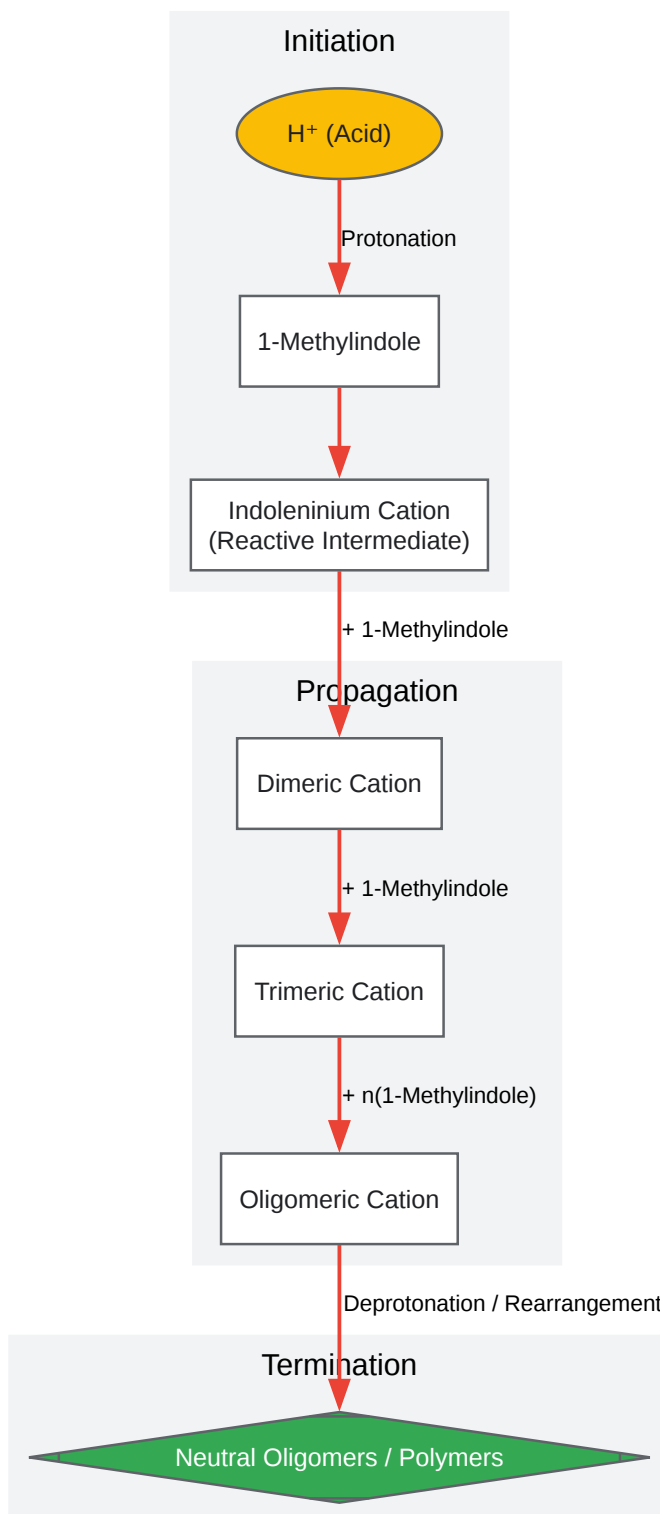 Initiation
H⁺ (Acid)
Protonation
1-Methylindole
Indoleninium Cation
(Reactive Intermediate)
+ 1-Methylindole
Propagation
Dimeric Cation
+ 1-Methylindole
Trimeric Cation
+ n(1-Methylindole)
Oligomeric Cation
Deprotonation / Rearrangement
Termination
Neutral Oligomers / Polymers